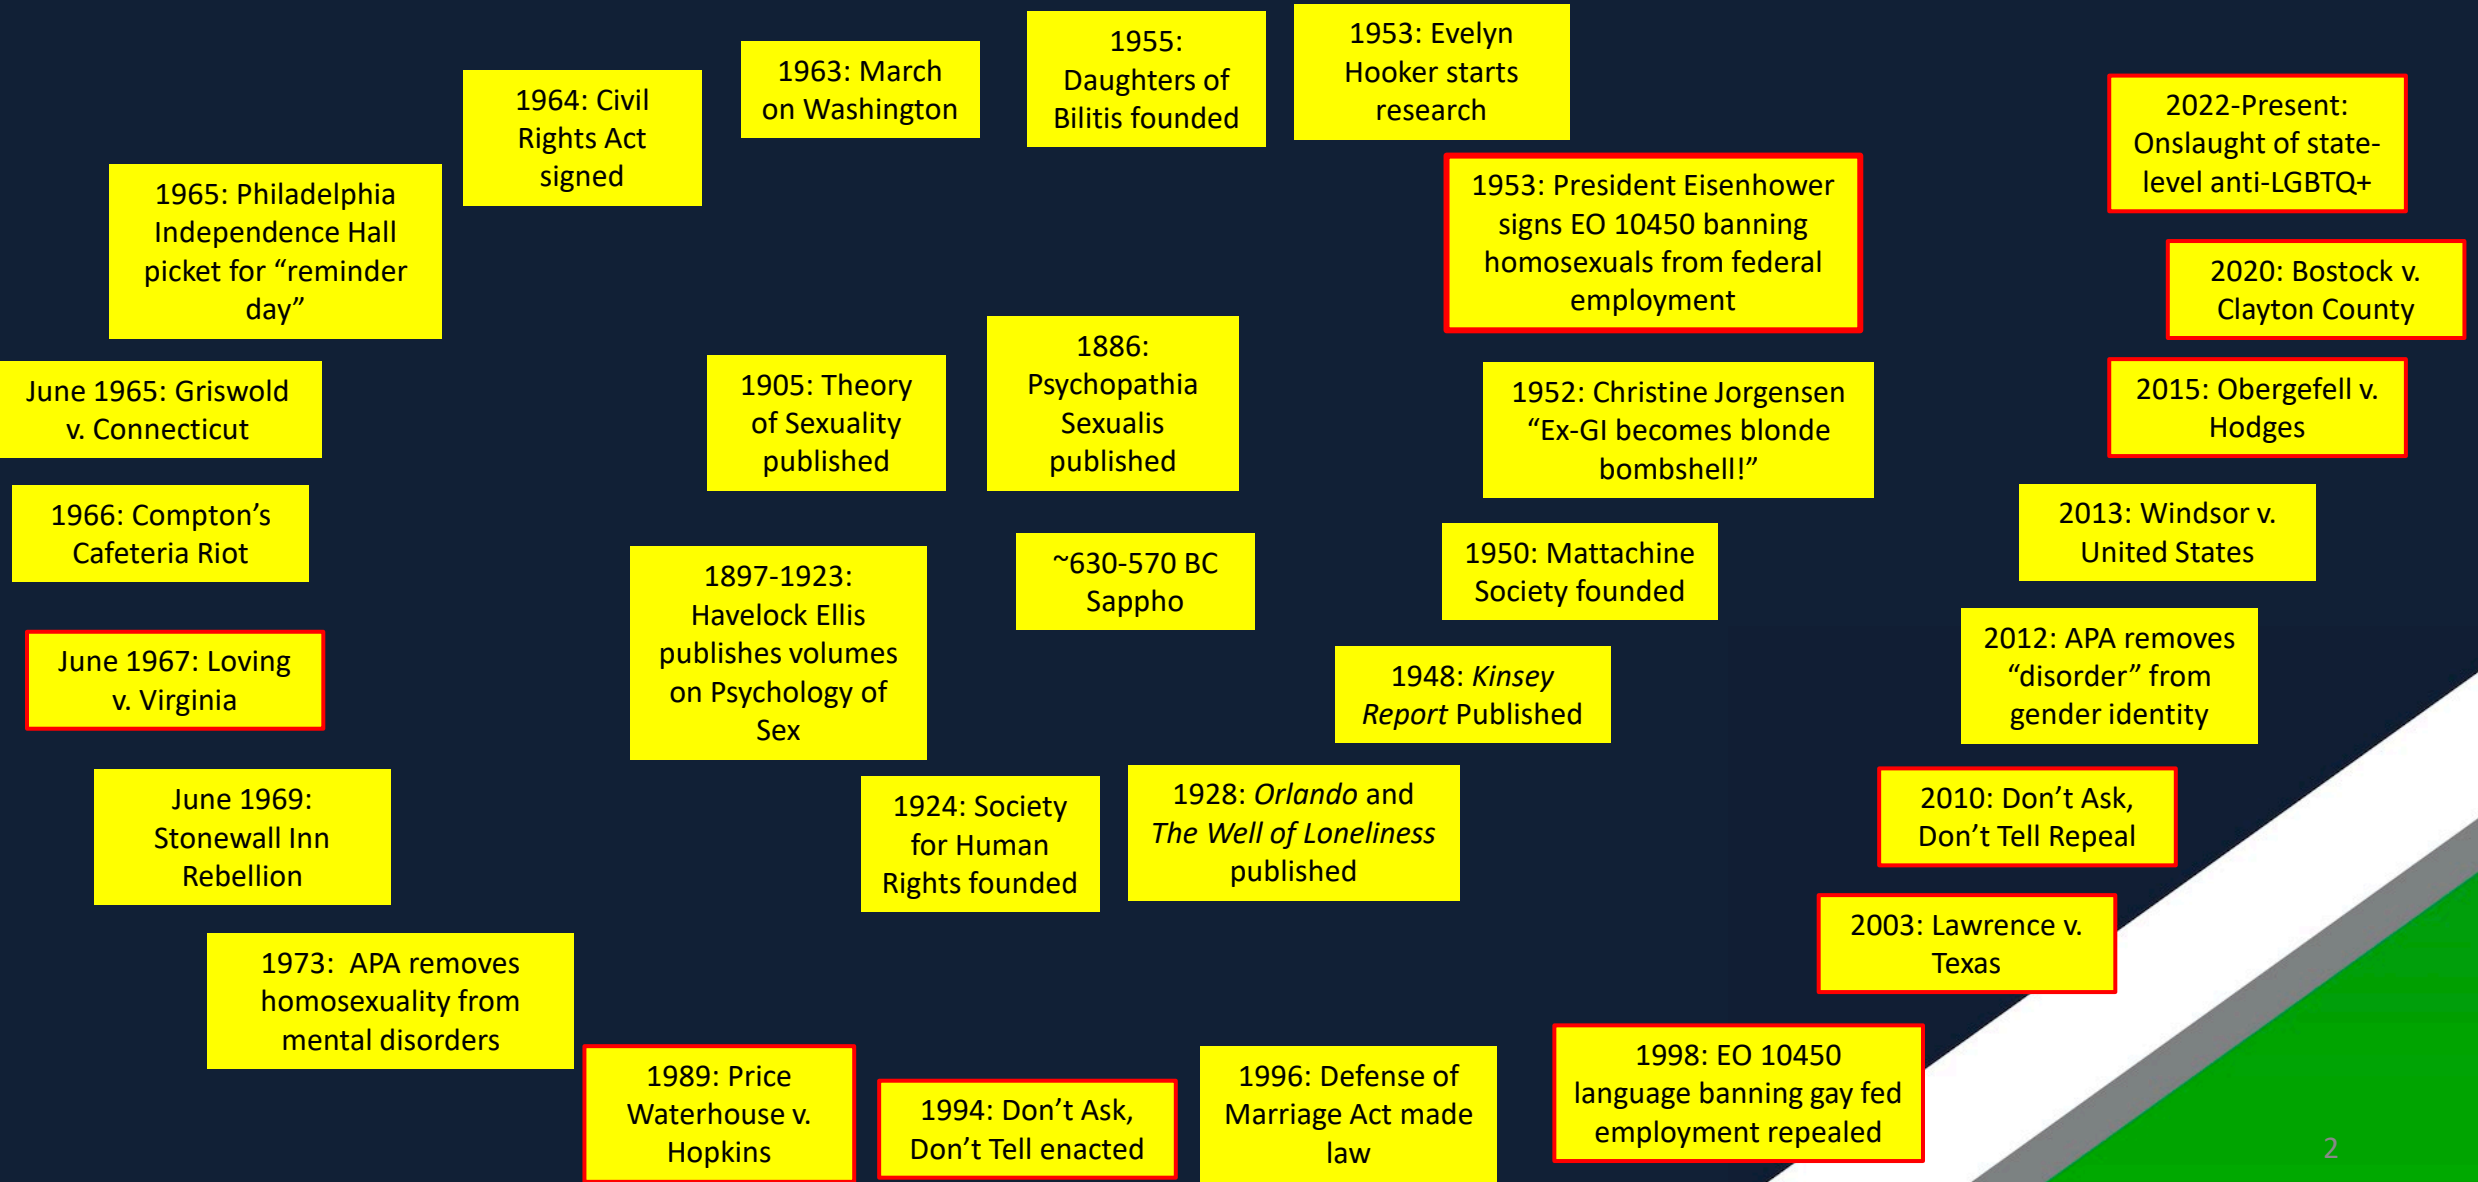 ~630-570 BC
Sappho
1886:
Psychopathia
Sexualis
published
1905: Theory
of Sexuality
published
1897-1923:
Havelock Ellis
publishes volumes
on Psychology of
Sex
1924: Society
for Human
Rights founded
1928: Orlando and
The Well of Loneliness
published
1948: Kinsey
Report Published
1950: Mattachine
Society founded
1952: Christine Jorgensen
“Ex-GI becomes blonde
bombshell!”
1953: President Eisenhower
signs EO 10450 banning
homosexuals from federal
employment
1953: Evelyn
Hooker starts
research
1955:
Daughters of
Bilitis founded
1963: March
on Washington
1964: Civil
Rights Act
signed
1965: Philadelphia
Independence Hall
picket for “reminder
day”
June 1965: Griswold
v. Connecticut
1966: Compton’s
Cafeteria Riot
June 1967: Loving
v. Virginia
June 1969:
Stonewall Inn
Rebellion
1973:  APA removes
homosexuality from
mental disorders
1989: Price
Waterhouse v.
Hopkins
1994: Don’t Ask,
Don’t Tell enacted
1996: Defense of
Marriage Act made
law
1998: EO 10450
language banning gay fed
employment repealed
2003: Lawrence v.
Texas
2010: Don’t Ask,
Don’t Tell Repeal
2012: APA removes
“disorder” from
gender identity
2013: Windsor v.
United States
2015: Obergefell v.
Hodges
2020: Bostock v.
Clayton County
2022-Present:
Onslaught of state-
level anti-LGBTQ+
2